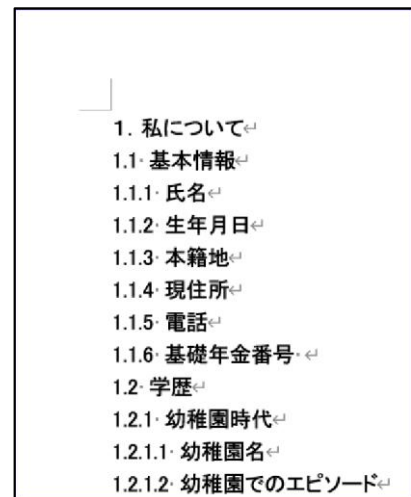 １．私について
1.1 基本情報
1.1.1 氏名
1.1.2 生年月日
1.1.3 本籍地
1.1.4 現住所
1.1.5 電話
1.1.6 基礎年金番号
1.2 学歴
1.2.1 幼稚園時代
1.2.1.1 幼稚園名
1.2.1.2 幼稚園でのエピソード